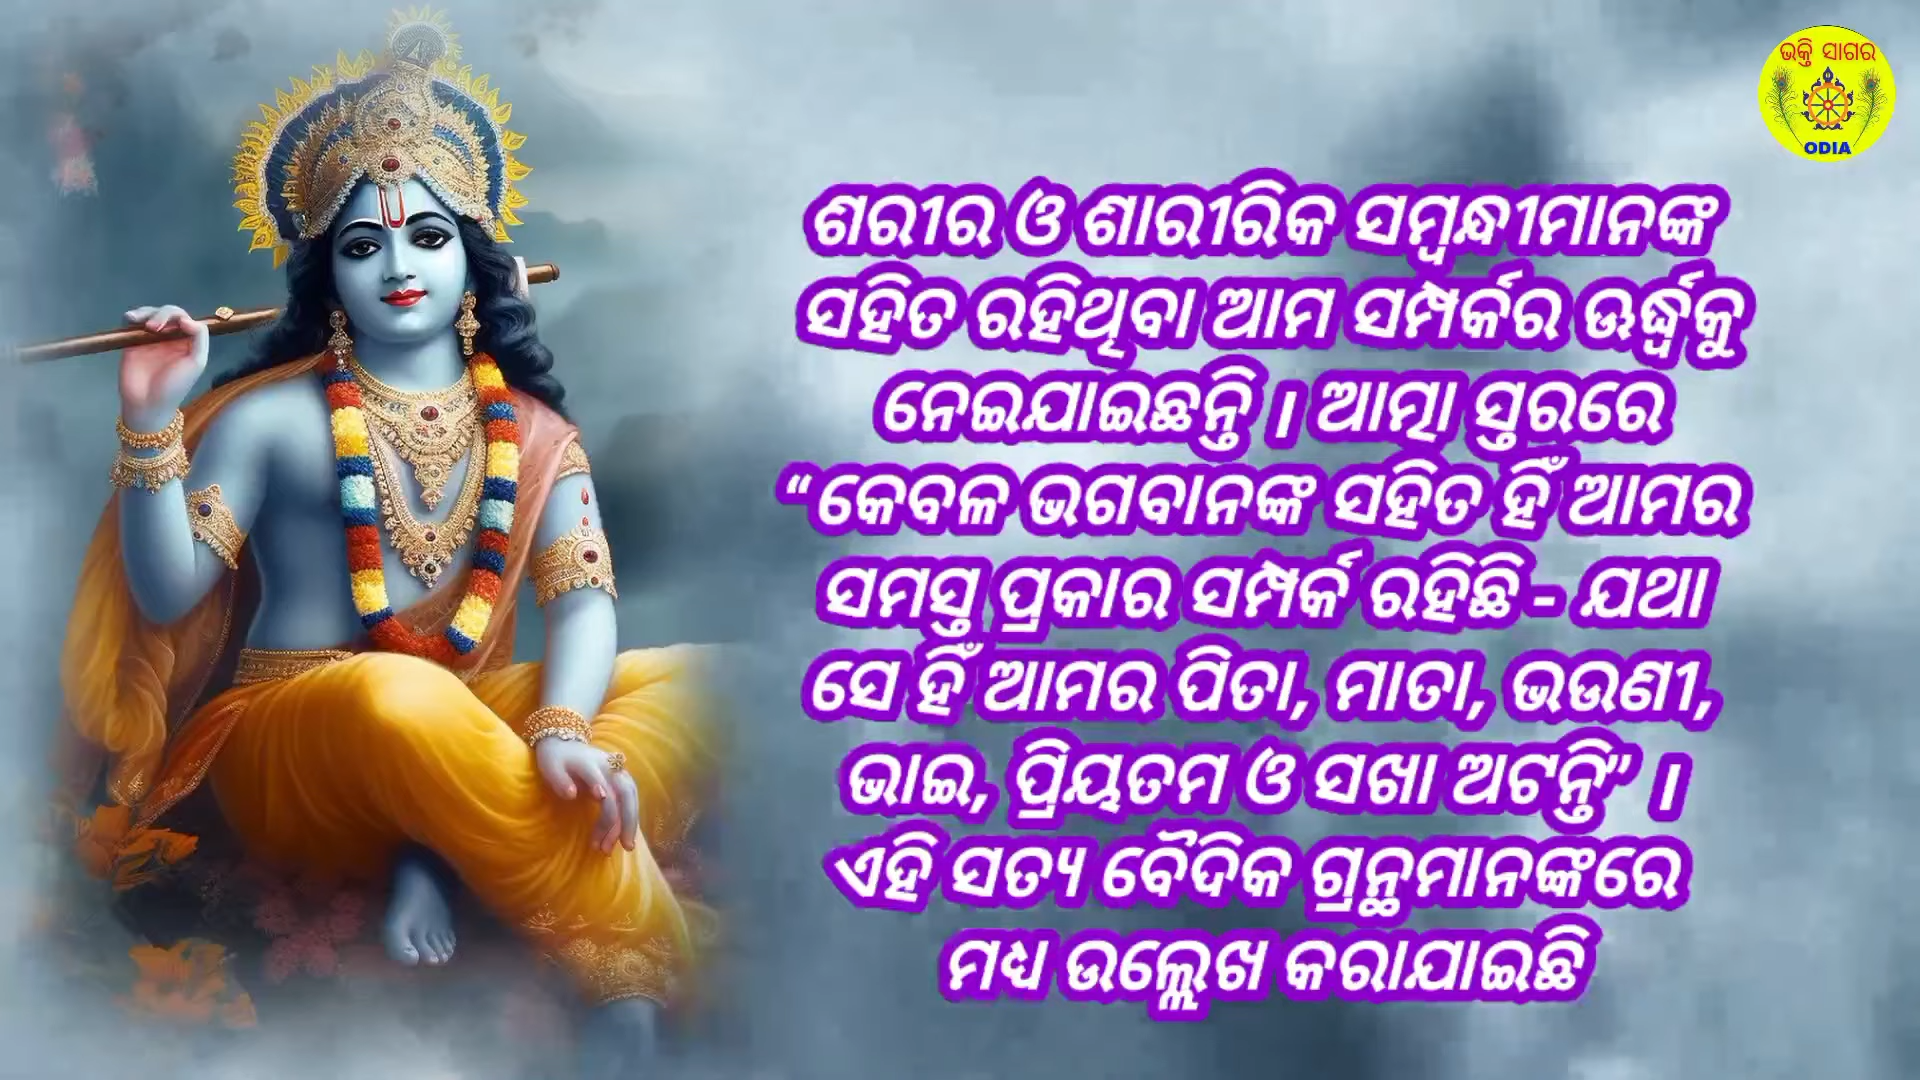 ଭକ୍ତି ସାଗର
ODIA
ଶରୀର ଓ ଶାରୀରିକ ସମ୍ବନ୍ଧୀମାନଙ୍କ
ସହିତ ରହିଥିବା ଆମ ସମ୍ପର୍କର ଊର୍ଦ୍ଧ୍ୱକୁ
ନେଇଯାଇଛନ୍ତି । ଆତ୍ମା ସ୍ତରରେ
“କେବଳ ଭଗବାନଙ୍କ ସହିତ ହିଁ ଆମର
ସମସ୍ତ ପ୍ରକାର ସମ୍ପର୍କ ରହିଛି - ଯଥା
ସେ ହିଁ ଆମର ପିତା, ମାତା, ଭଉଣୀ,
ଭାଇ, ପ୍ରିୟତମ ଓ ସଖା ଅଟନ୍ତି” ।
ଏହି ସତ୍ୟ ବୈଦିକ ଗ୍ରନ୍ଥମାନଙ୍କରେ
ମଧ୍ୟ ଉଲ୍ଲେଖ କରାଯାଇଛି